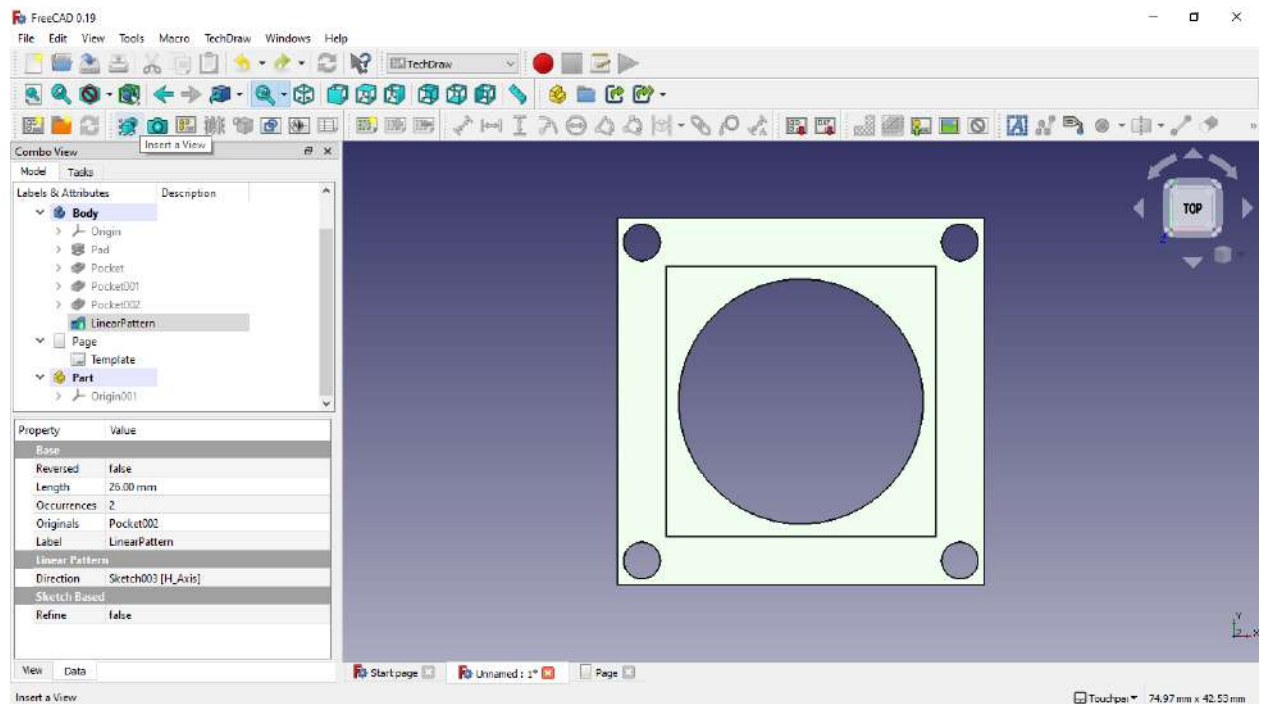 FreeCAD 0.19
File Edit View Tools Macro TechDraw Windows Help
TechDraw
Insert a View
Combo View
Model Tasks
Labels & Attributes Description
Body
Origin
Pad
Pocket
Pocket001
Pocket002
LinearPattern
Page
Template
Part
Origin001
Property Value
Base
Reversed false
Length 26.00 mm
Occurrences 2
Originals Pocket002
Label LinearPattern
Linear Pattern
Direction Sketch003 [H_Axis]
Sketch Based
Refine false
View Data
TOP
Z
Y
Z X
Start page Unnamed : 1* Page
Insert a View
Touchpa 74.97 mm x 42.53 mm